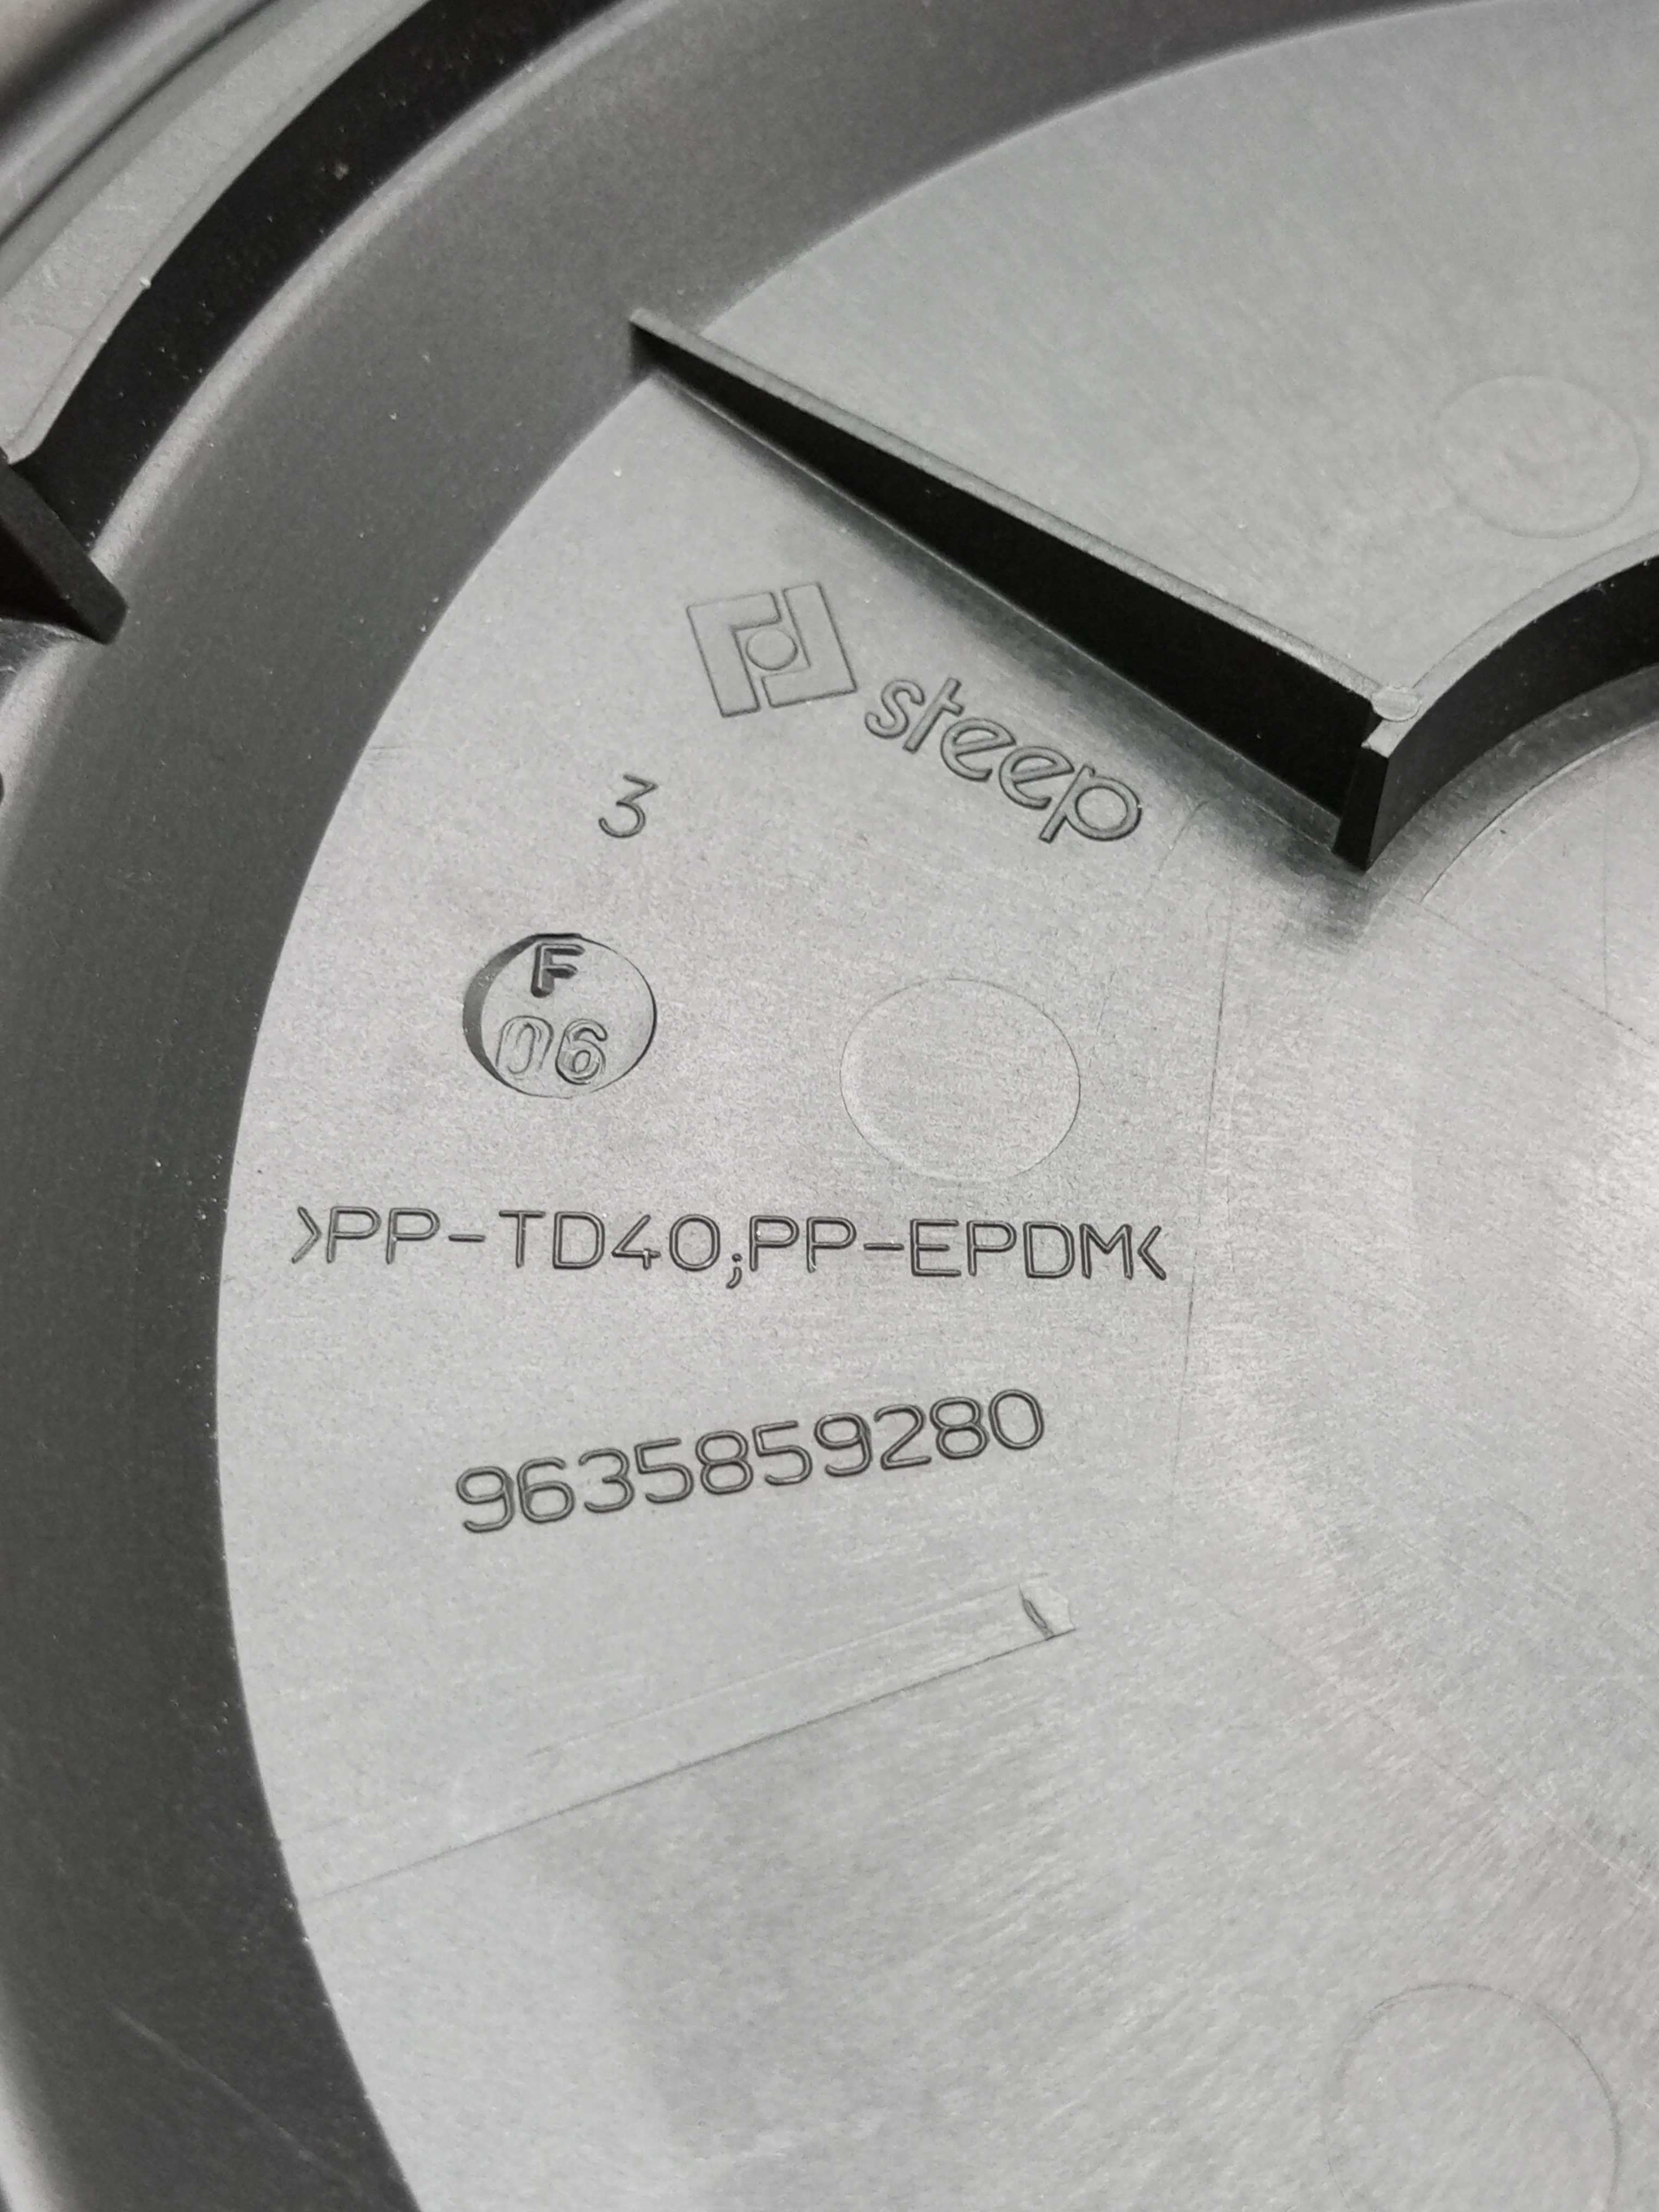 steep
3
F
06
>PP-TD40;PP-EPDM<
9635859280